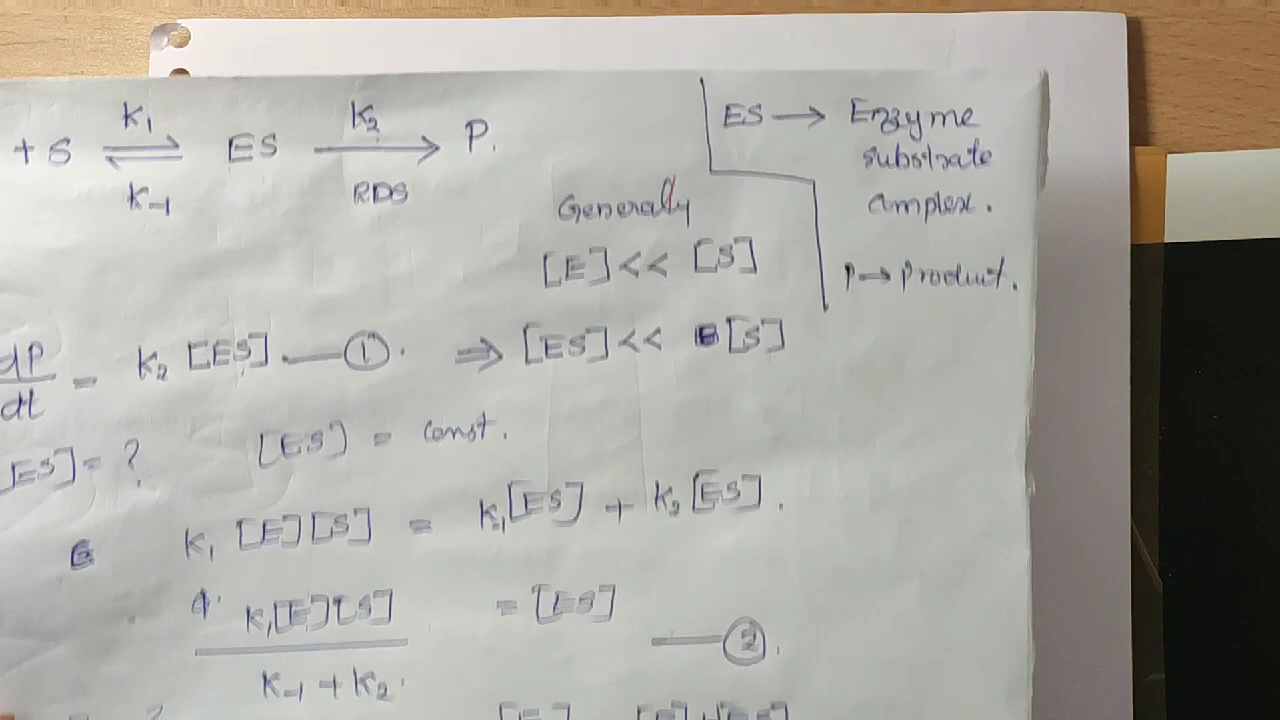 + S ⇌ ES → P.
K1 K2
K-1 RDS
ES → Enzyme
substrate
complex.
P → Product.
Generally
[E] << [S]
dP/dt = K2 [ES]. — ①. ⇒ [ES] << [S]
[ES] = ? [ES] = const.
K1 [E][S] = K1[ES] + K2[ES].
K1[E][S] / K-1 + K2. = [ES] — ②.